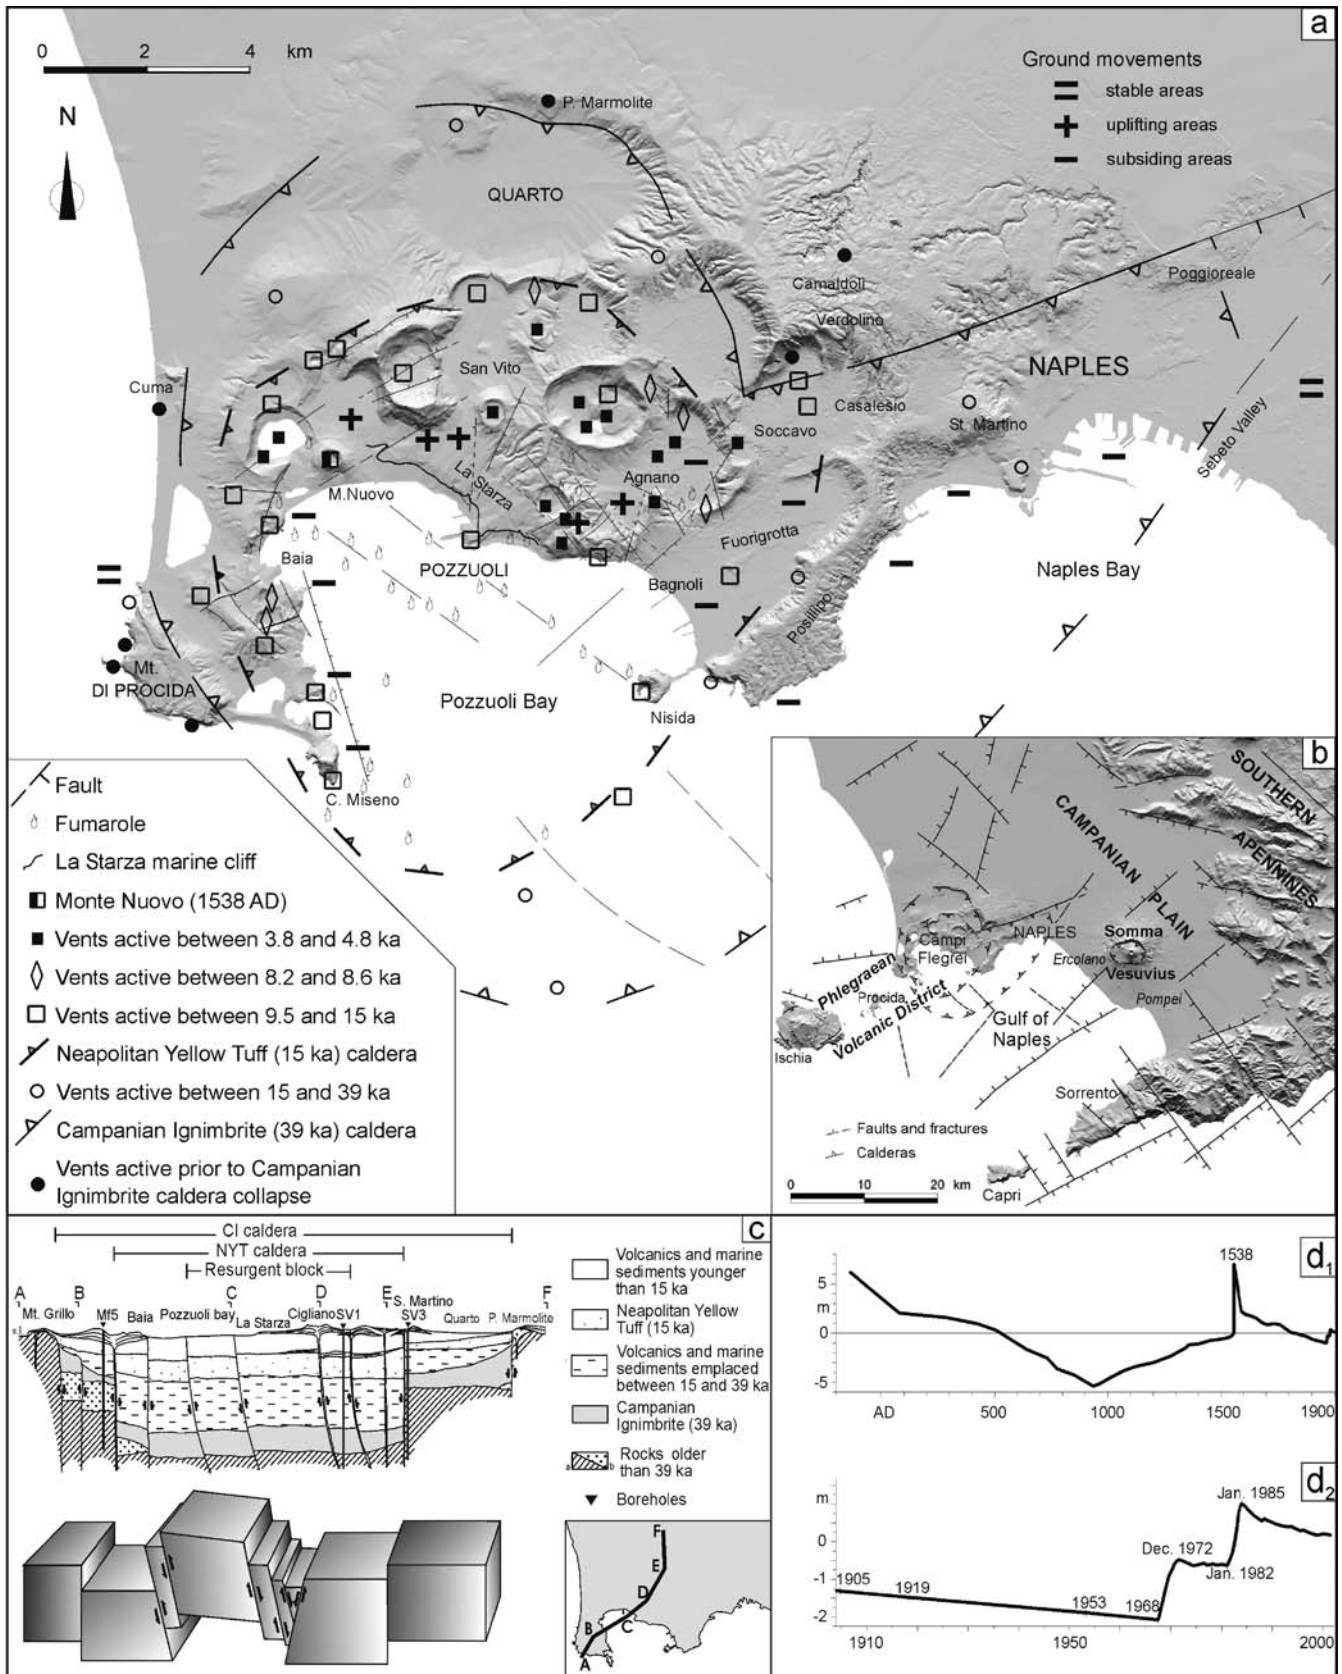 a
0 2 4 km
N
Ground movements
stable areas
uplifting areas
subsiding areas
P. Marmolite
QUARTO
Camaldoli
Poggioreale
Verdolino
NAPLES
Cuma
San Vito
Casalesio
St. Martino
Soccavo
Sebeto Valley
La Starza
Agnano
M.Nuovo
Fuorigrotta
Baia
POZZUOLI
Bagnoli
Naples Bay
Posillipo
Mt.
DI PROCIDA
Pozzuoli Bay
Nisida
C. Miseno
Fault
Fumarole
La Starza marine cliff
Monte Nuovo (1538 AD)
Vents active between 3.8 and 4.8 ka
Vents active between 8.2 and 8.6 ka
Vents active between 9.5 and 15 ka
Neapolitan Yellow Tuff (15 ka) caldera
Vents active between 15 and 39 ka
Campanian Ignimbrite (39 ka) caldera
Vents active prior to Campanian
Ignimbrite caldera collapse
b
SOUTHERN
APENNINES
CAMPANIAN
PLAIN
NAPLES
Somma
Campi
Flegrei
Ercolano
Vesuvius
Phlegraean
Volcanic District
Procida
Pompei
Gulf of
Naples
Ischia
Sorrento
Faults and fractures
Calderas
0 10 20 km
Capri
c
CI caldera
NYT caldera
Resurgent block
A B C D E F
Mt. Grillo
Mf5
Baia
Pozzuoli bay
La Starza
Cigliano
SV1
S. Martino
SV3
Quarto
P. Marmolite
Volcanics and marine
sediments younger
than 15 ka
Neapolitan Yellow
Tuff (15 ka)
Volcanics and marine
sediments emplaced
between 15 and 39 ka
Campanian
Ignimbrite (39 ka)
a b
Rocks older
than 39 ka
Boreholes
F
E
D
C
B
A
d1
1538
5
m
0
-5
AD 500 1000 1500 1900
d2
m
Jan. 1985
0
Dec. 1972
-1
Jan. 1982
1905
1919
1953
1968
-2
1910 1950 2000